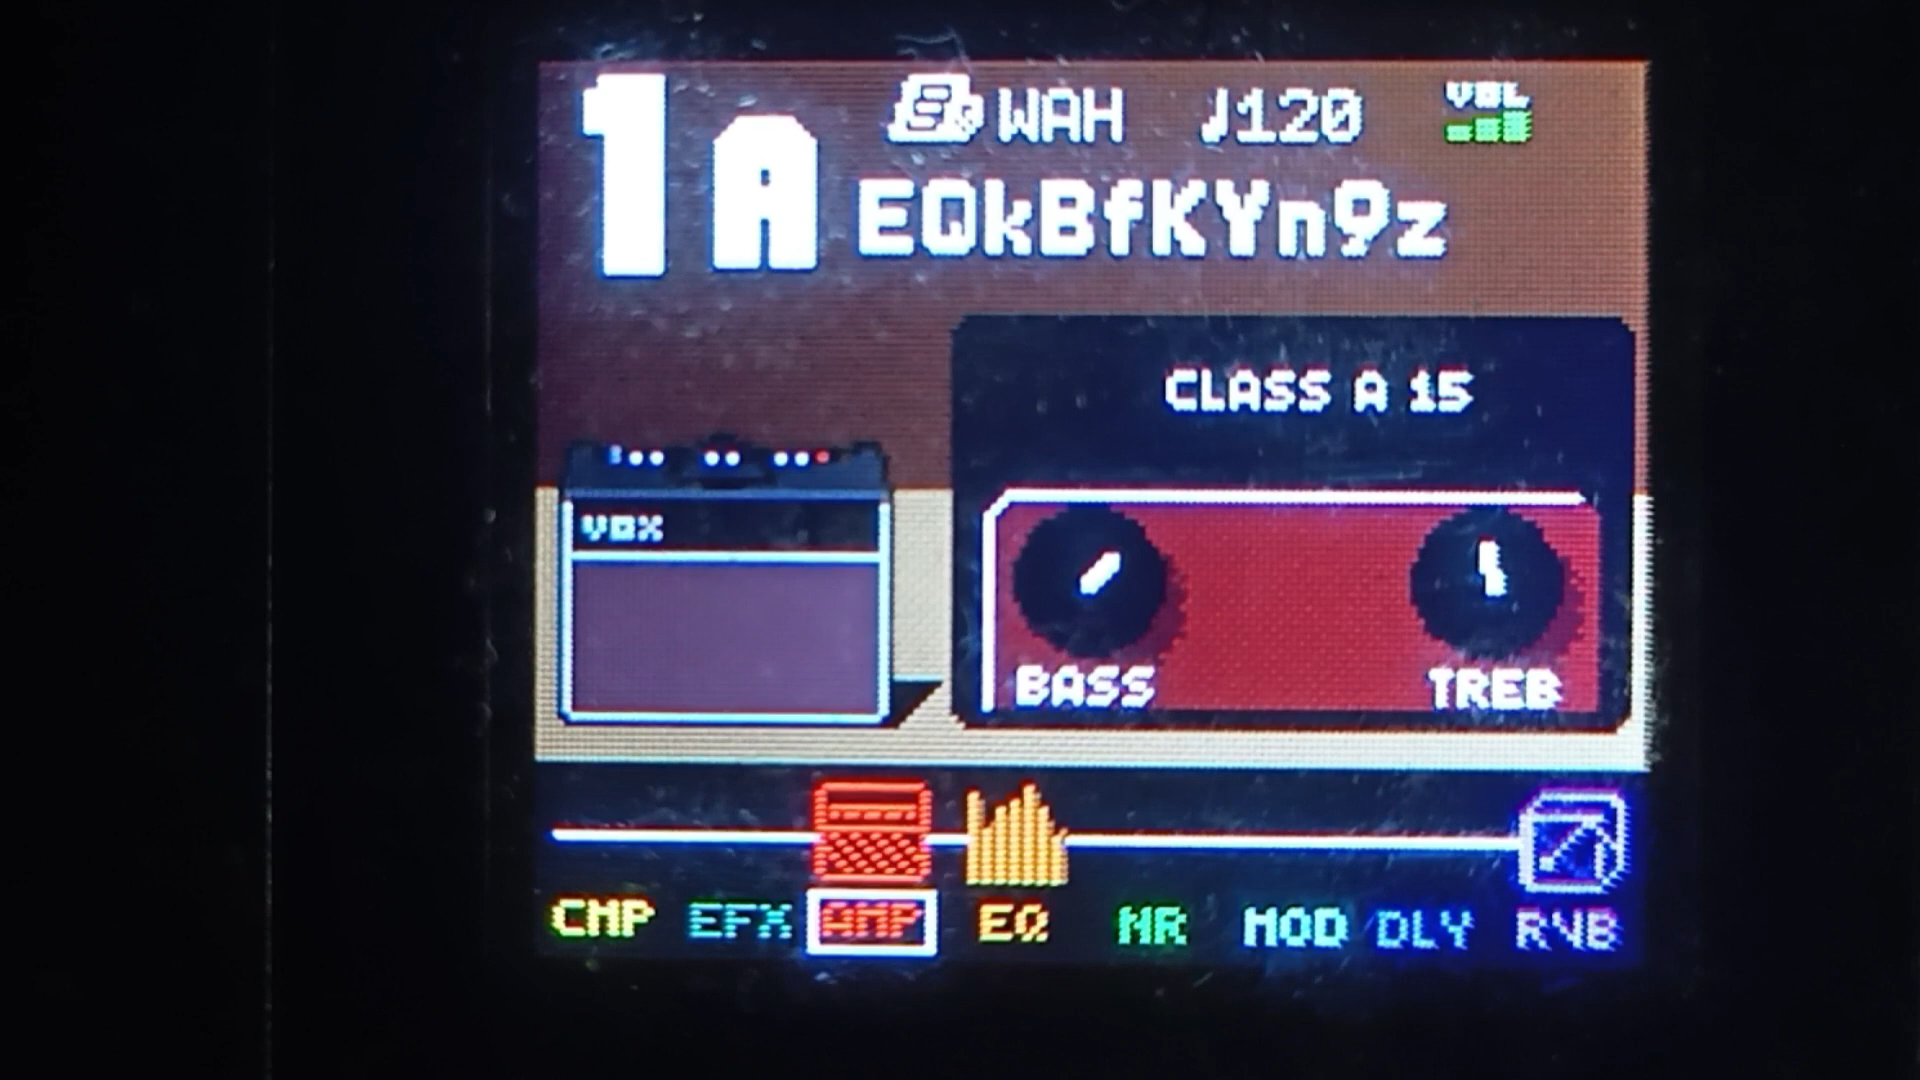 1A WAH ♩120 VOL
EQkBfKYn9z
CLASS A 15
VOX
BASS TREB
CMP EFX AMP EQ NR MOD DLY RVB